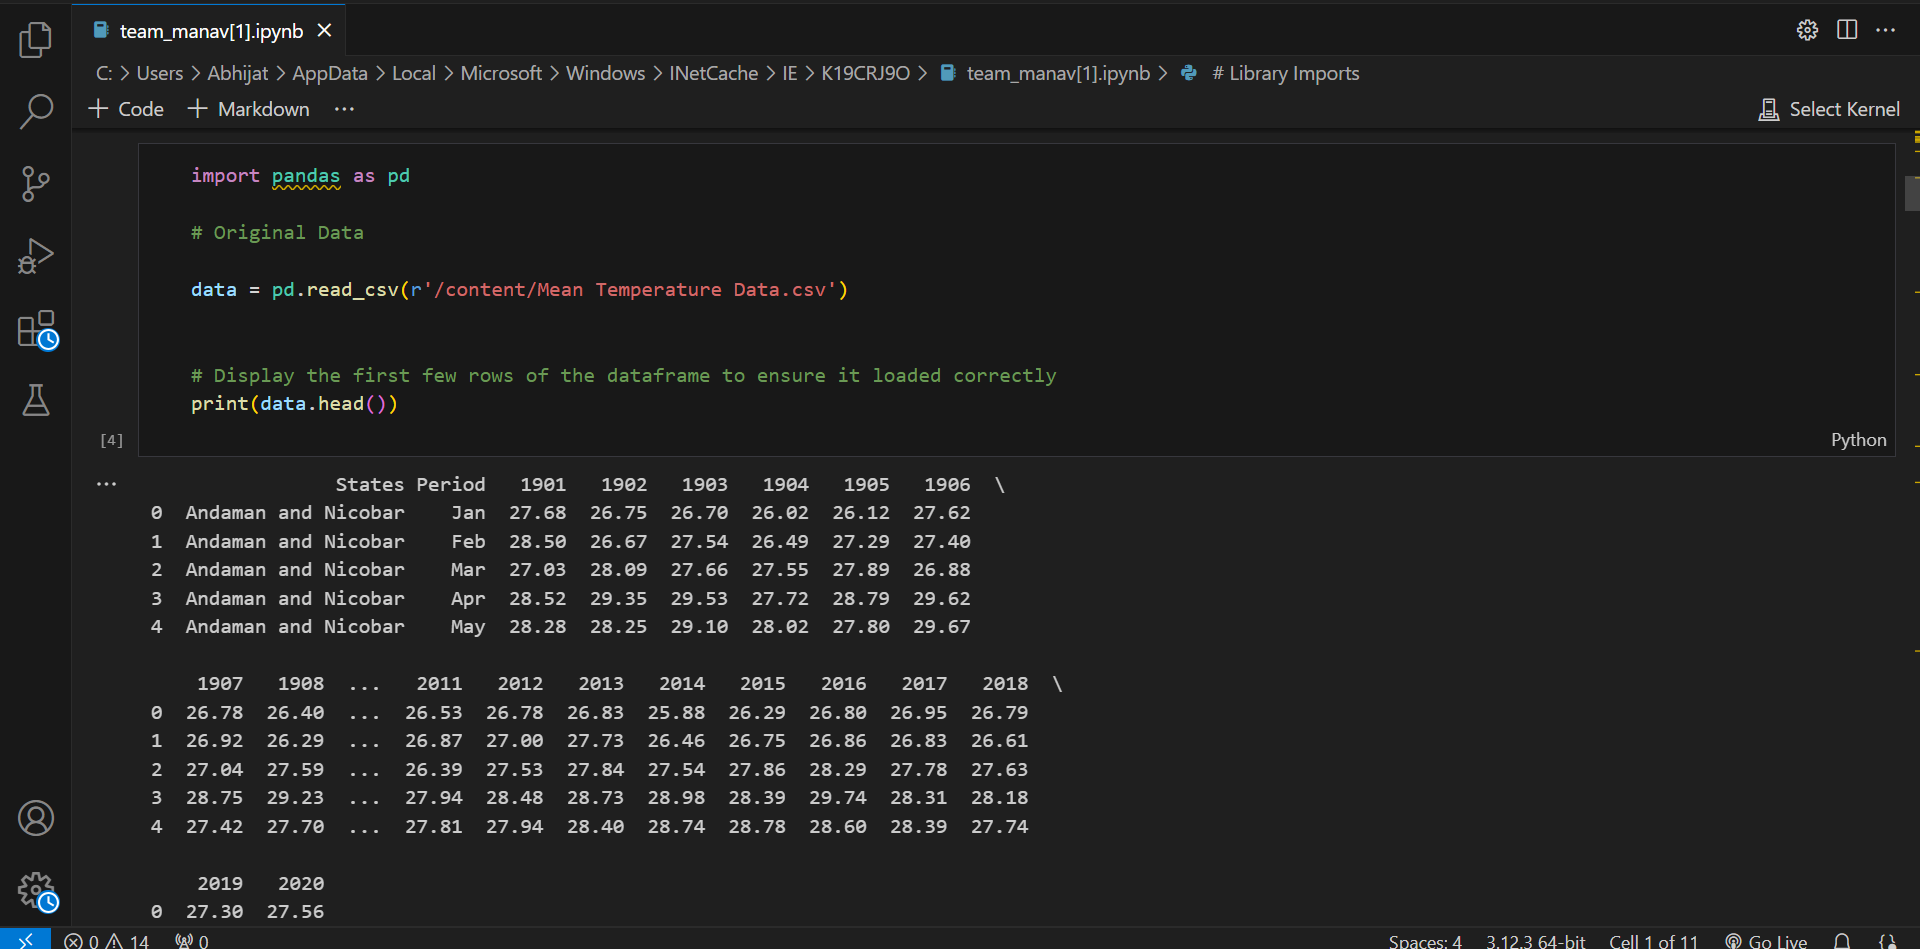 team_manav[1].ipynb
C: > Users > Abhijat > AppData > Local > Microsoft > Windows > INetCache > IE > K19CRJ9O > team_manav[1].ipynb > # Library Imports
+ Code + Markdown ... Select Kernel
import pandas as pd
# Original Data
data = pd.read_csv(r'/content/Mean Temperature Data.csv')
# Display the first few rows of the dataframe to ensure it loaded correctly
print(data.head())
[4] Python
... States Period 1901 1902 1903 1904 1905 1906 \
0 Andaman and Nicobar Jan 27.68 26.75 26.70 26.02 26.12 27.62
1 Andaman and Nicobar Feb 28.50 26.67 27.54 26.49 27.29 27.40
2 Andaman and Nicobar Mar 27.03 28.09 27.66 27.55 27.89 26.88
3 Andaman and Nicobar Apr 28.52 29.35 29.53 27.72 28.79 29.62
4 Andaman and Nicobar May 28.28 28.25 29.10 28.02 27.80 29.67
1907 1908 ... 2011 2012 2013 2014 2015 2016 2017 2018 \
0 26.78 26.40 ... 26.53 26.78 26.83 25.88 26.29 26.80 26.95 26.79
1 26.92 26.29 ... 26.87 27.00 27.73 26.46 26.75 26.86 26.83 26.61
2 27.04 27.59 ... 26.39 27.53 27.84 27.54 27.86 28.29 27.78 27.63
3 28.75 29.23 ... 27.94 28.48 28.73 28.98 28.39 29.74 28.31 28.18
4 27.42 27.70 ... 27.81 27.94 28.40 28.74 28.78 28.60 28.39 27.74
2019 2020
0 27.30 27.56
0 14 0 Spaces: 4 3.12.3 64-bit Cell 1 of 11 Go Live